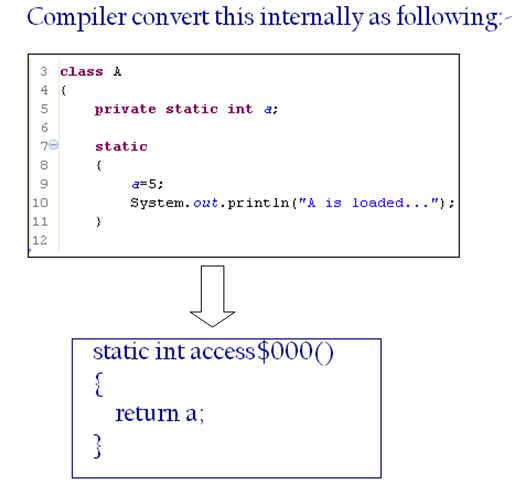 Compiler convert this internally as following:-
3 class A
4 {
5 private static int a;
6
7 static
8 {
9 a=5;
10 System.out.println("A is loaded...");
11 }
12
static int access$000()
{
return a;
}